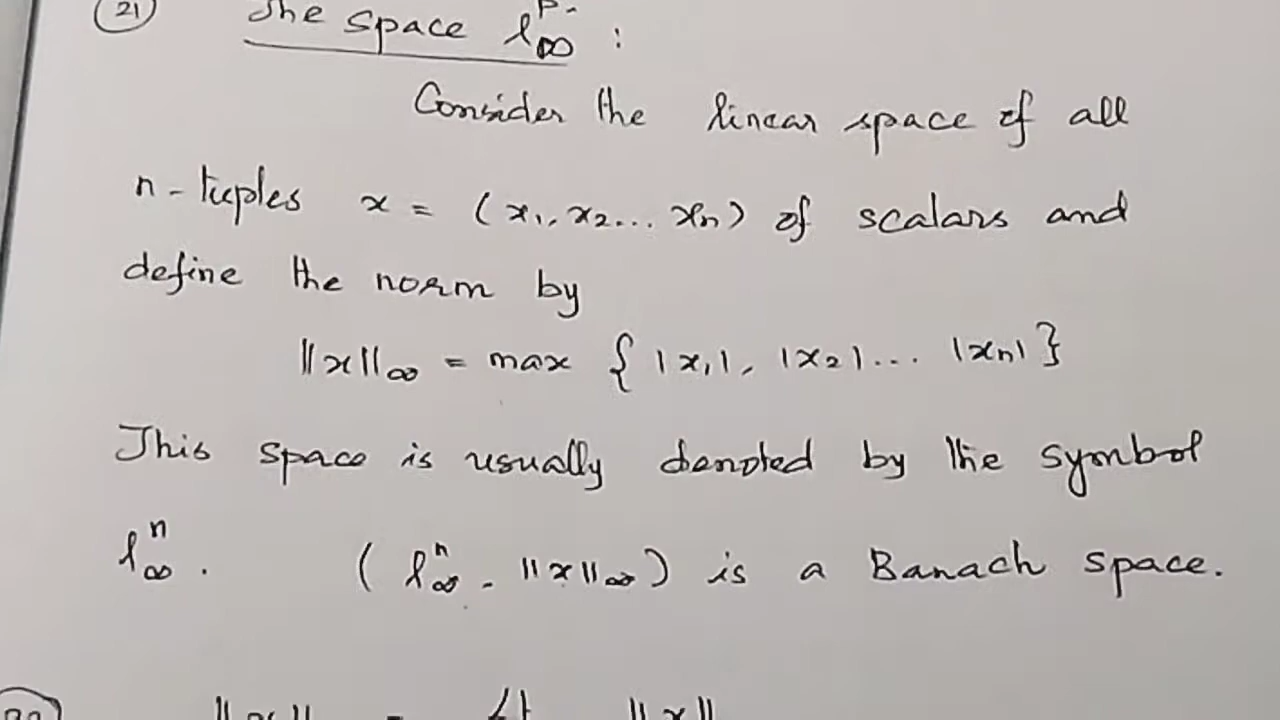 (21) The space l∞ :
Consider the linear space of all
n-tuples x = (x1, x2... xn) of scalars and
define the norm by
||x||∞ = max { |x1|, |x2|... |xn| }
This space is usually denoted by the symbol
l∞^n. ( l∞^n - ||x||∞ ) is a Banach space.
||x|| = Lt ||x||